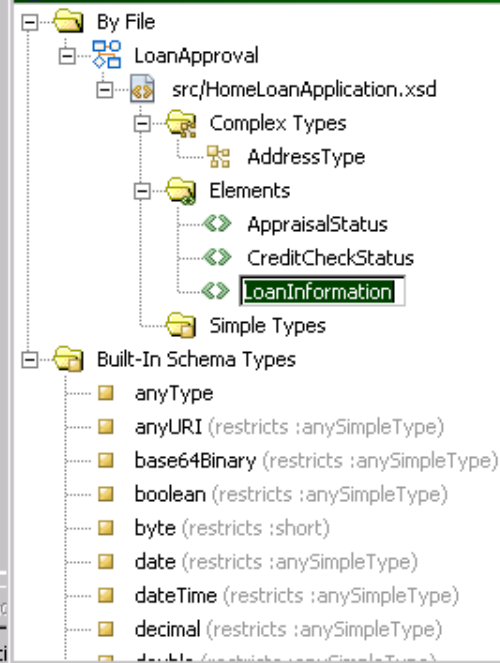 By File
LoanApproval
src/HomeLoanApplication.xsd
Complex Types
AddressType
Elements
AppraisalStatus
CreditCheckStatus
LoanInformation
Simple Types
Built-In Schema Types
anyType
anyURI (restricts :anySimpleType)
base64Binary (restricts :anySimpleType)
boolean (restricts :anySimpleType)
byte (restricts :short)
date (restricts :anySimpleType)
dateTime (restricts :anySimpleType)
decimal (restricts :anySimpleType)